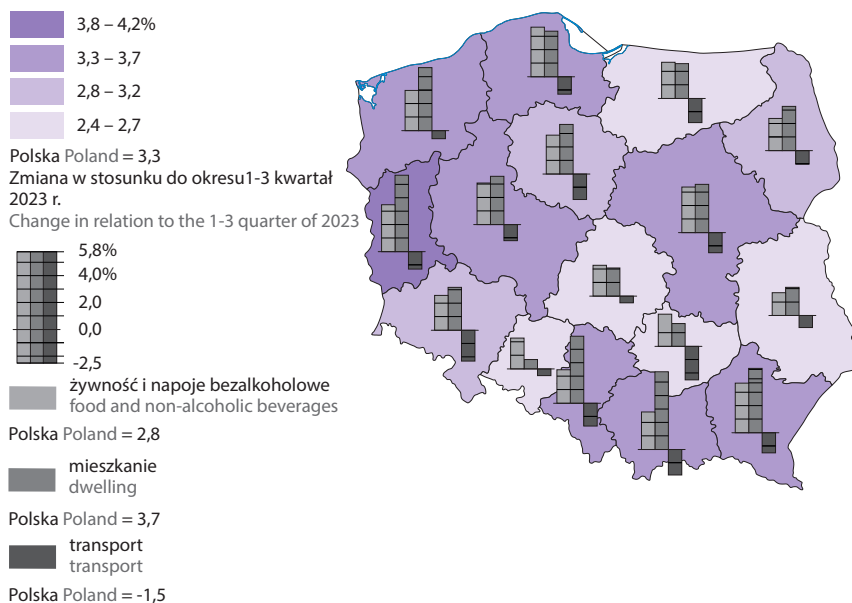 3,8 – 4,2%
3,3 – 3,7
2,8 – 3,2
2,4 – 2,7
Polska Poland = 3,3
Zmiana w stosunku do okresu1-3 kwartał
2023 r.
Change in relation to the 1-3 quarter of 2023
5,8%
4,0%
2,0
0,0
-2,5
żywność i napoje bezalkoholowe
food and non-alcoholic beverages
Polska Poland = 2,8
mieszkanie
dwelling
Polska Poland = 3,7
transport
transport
Polska Poland = -1,5